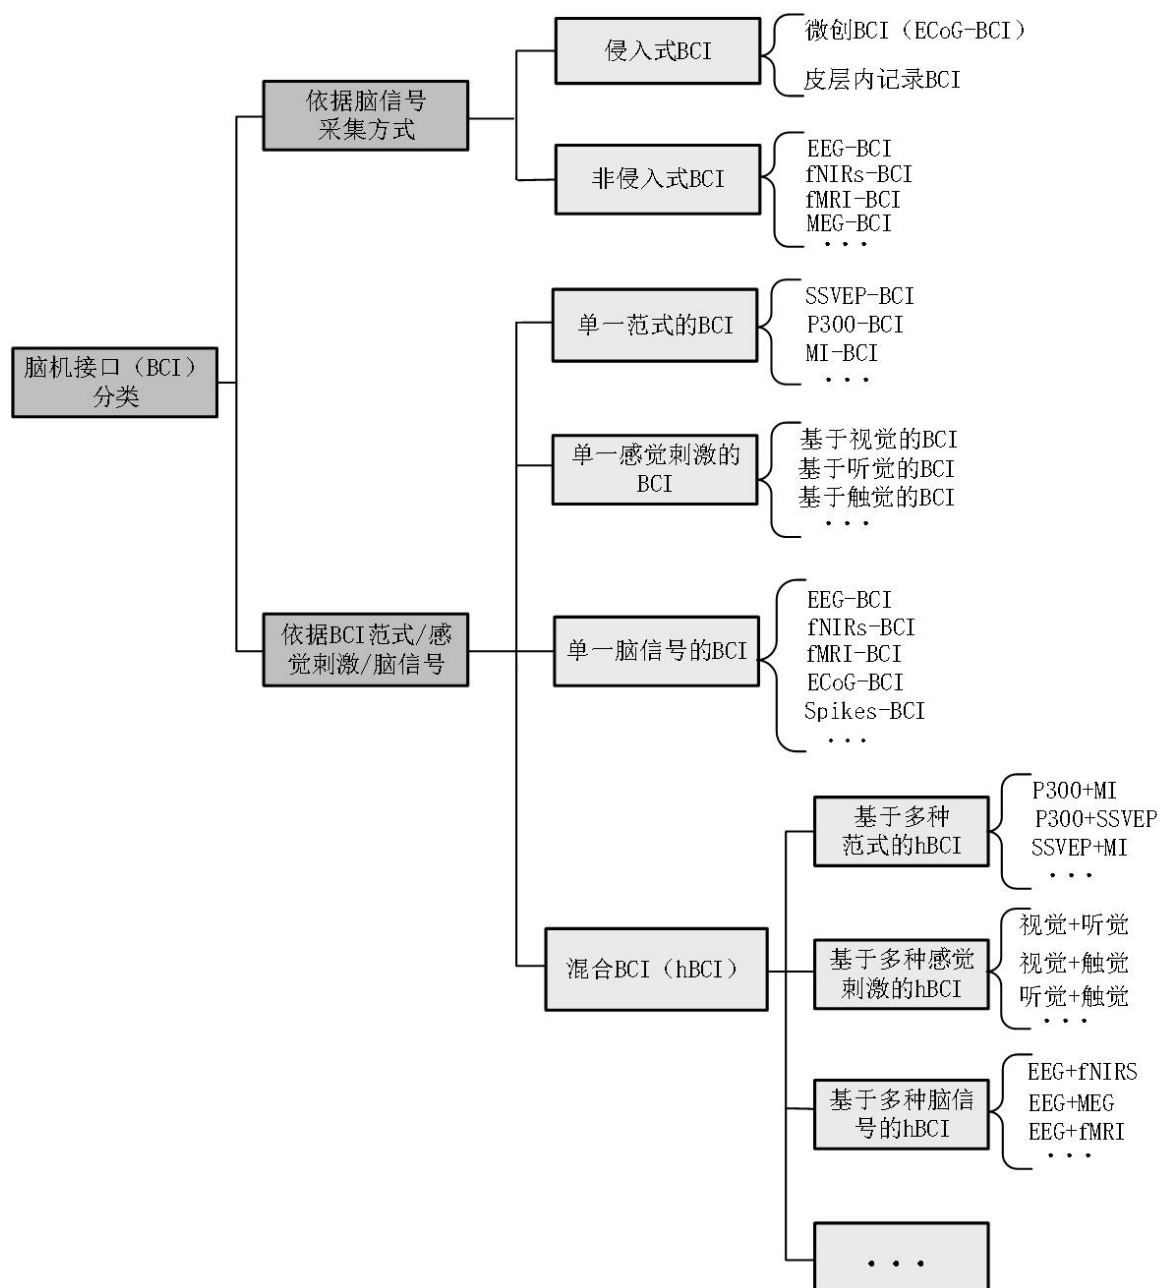 脑机接口（BCI）
分类
依据脑信号
采集方式
侵入式BCI
微创BCI（ECoG-BCI）
皮层内记录BCI
非侵入式BCI
EEG-BCI
fNIRs-BCI
fMRI-BCI
MEG-BCI
...
依据BCI范式/感
觉刺激/脑信号
单一范式的BCI
SSVEP-BCI
P300-BCI
MI-BCI
...
单一感觉刺激的
BCI
基于视觉的BCI
基于听觉的BCI
基于触觉的BCI
...
单一脑信号的BCI
EEG-BCI
fNIRs-BCI
fMRI-BCI
ECoG-BCI
Spikes-BCI
...
混合BCI（hBCI）
基于多种
范式的hBCI
P300+MI
P300+SSVEP
SSVEP+MI
...
基于多种感觉
刺激的hBCI
视觉+听觉
视觉+触觉
听觉+触觉
...
基于多种脑信
号的hBCI
EEG+fNIRS
EEG+MEG
EEG+fMRI
...
...